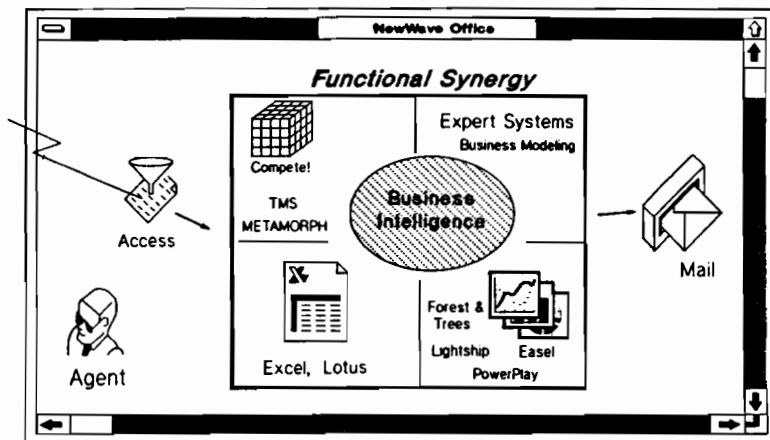 NewWave Office
Functional Synergy
Compete!
TMS
METAMORPH
Expert Systems
Business Modeling
Business
Intelligence
Access
Agent
Excel, Lotus
Forest &
Trees
Lightship
Easel
PowerPlay
Mail